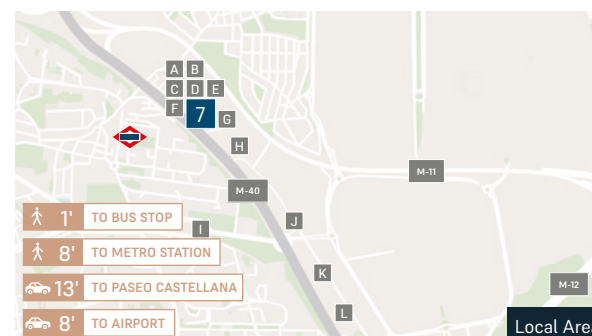 A B
C D E
F 7 G
H
M-11
M-40
I J
K
L
M-12
1' TO BUS STOP
8' TO METRO STATION
13' TO PASEO CASTELLANA
8' TO AIRPORT
Local Area